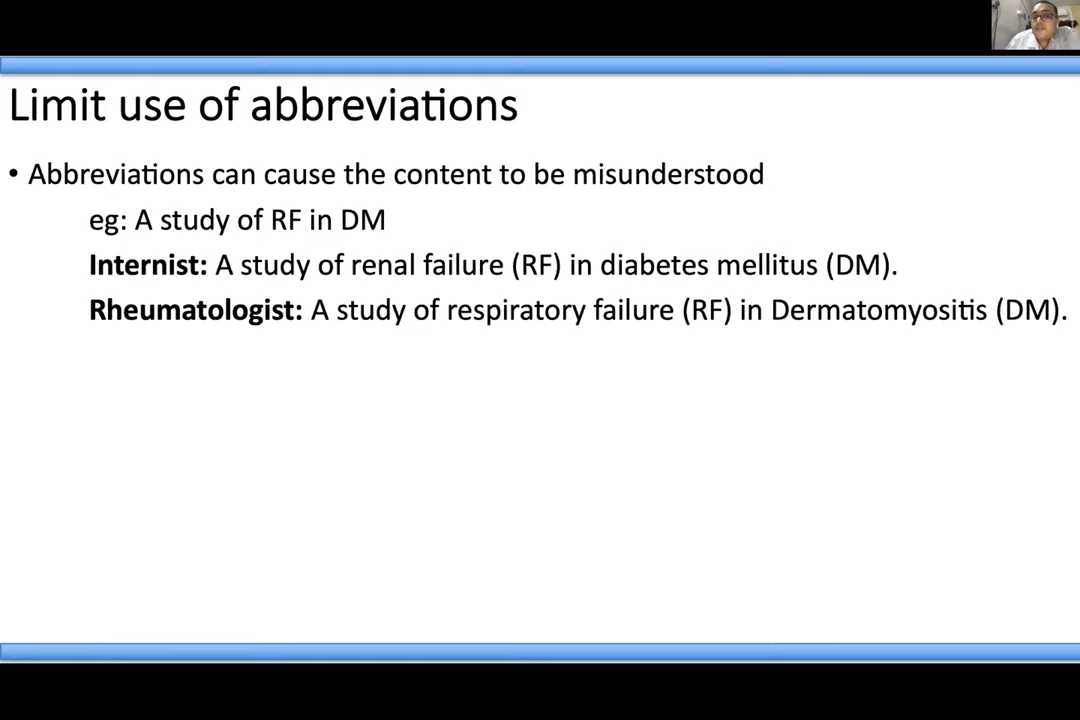 Limit use of abbreviations
• Abbreviations can cause the content to be misunderstood
eg: A study of RF in DM
Internist: A study of renal failure (RF) in diabetes mellitus (DM).
Rheumatologist: A study of respiratory failure (RF) in Dermatomyositis (DM).